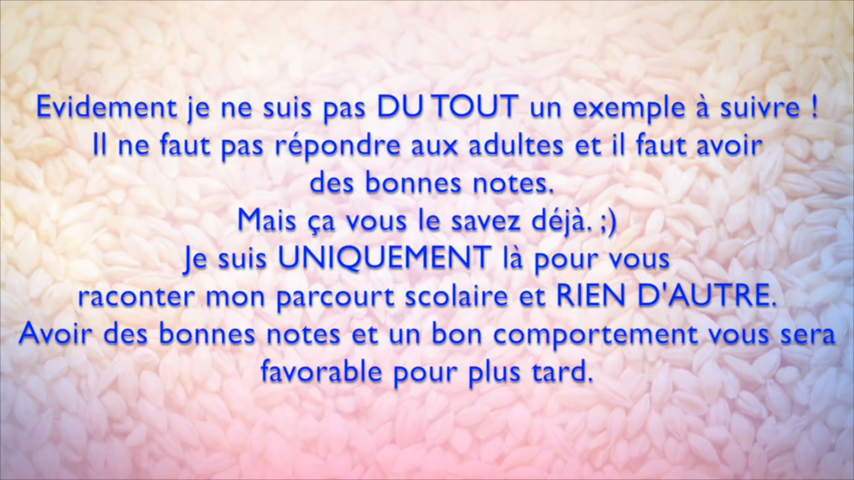 Evidement je ne suis pas DU TOUT un exemple à suivre !
Il ne faut pas répondre aux adultes et il faut avoir
des bonnes notes.
Mais ça vous le savez déjà. ;)
Je suis UNIQUEMENT là pour vous
raconter mon parcourt scolaire et RIEN D'AUTRE.
Avoir des bonnes notes et un bon comportement vous sera
favorable pour plus tard.